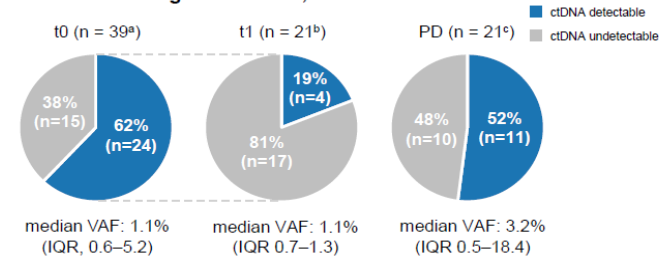 ctDNA detectable
ctDNA undetectable
t0 (n = 39ᵃ)
t1 (n = 21ᵇ)
PD (n = 21ᶜ)
38%
(n=15)
62%
(n=24)
19%
(n=4)
81%
(n=17)
48%
(n=10)
52%
(n=11)
median VAF: 1.1%
(IQR, 0.6–5.2)
median VAF: 1.1%
(IQR 0.7–1.3)
median VAF: 3.2%
(IQR 0.5–18.4)